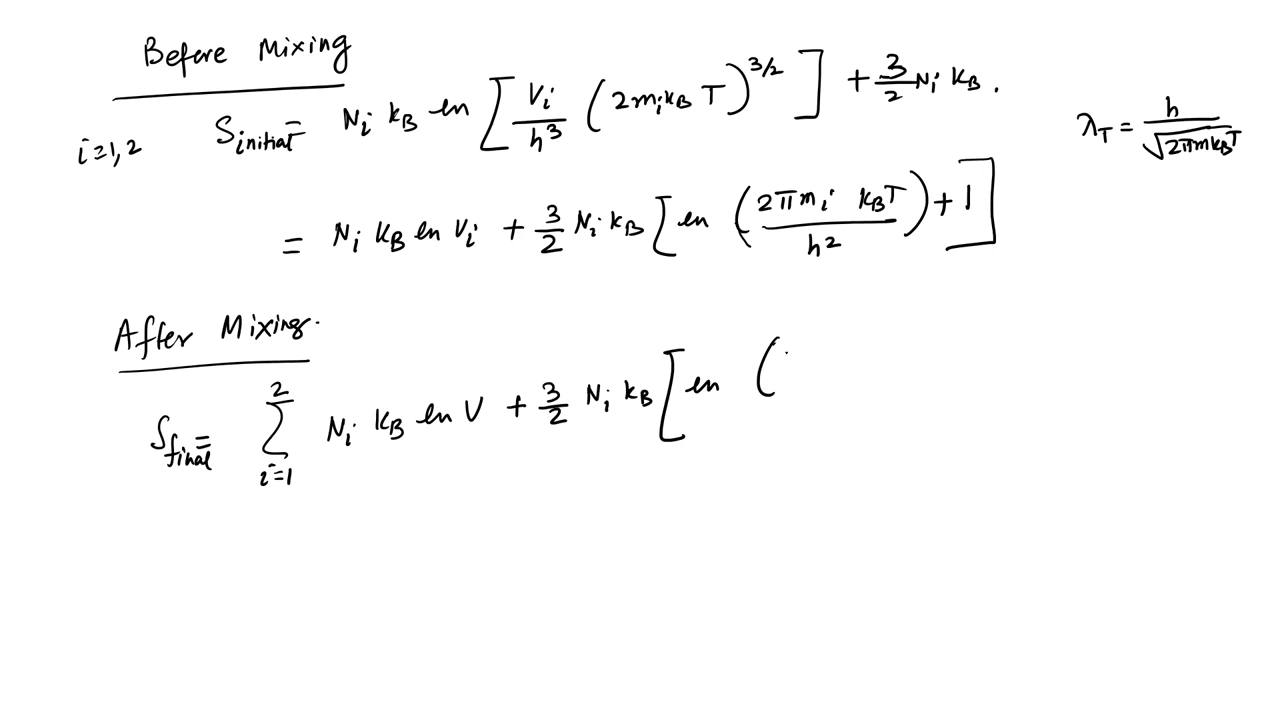 Before Mixing
i=1,2 S_initial = N_i k_B ln [ V_i / h^3 ( 2 m_i k_B T )^{3/2} ] + 3/2 N_i k_B .
λ_T = h / √(2πmk_BT)
= N_i k_B ln V_i + 3/2 N_i k_B [ ln ( 2πm_i k_BT / h^2 ) + 1 ]
After Mixing.
S_final = ∑_{i=1}^{2} N_i k_B ln V + 3/2 N_i k_B [ ln (